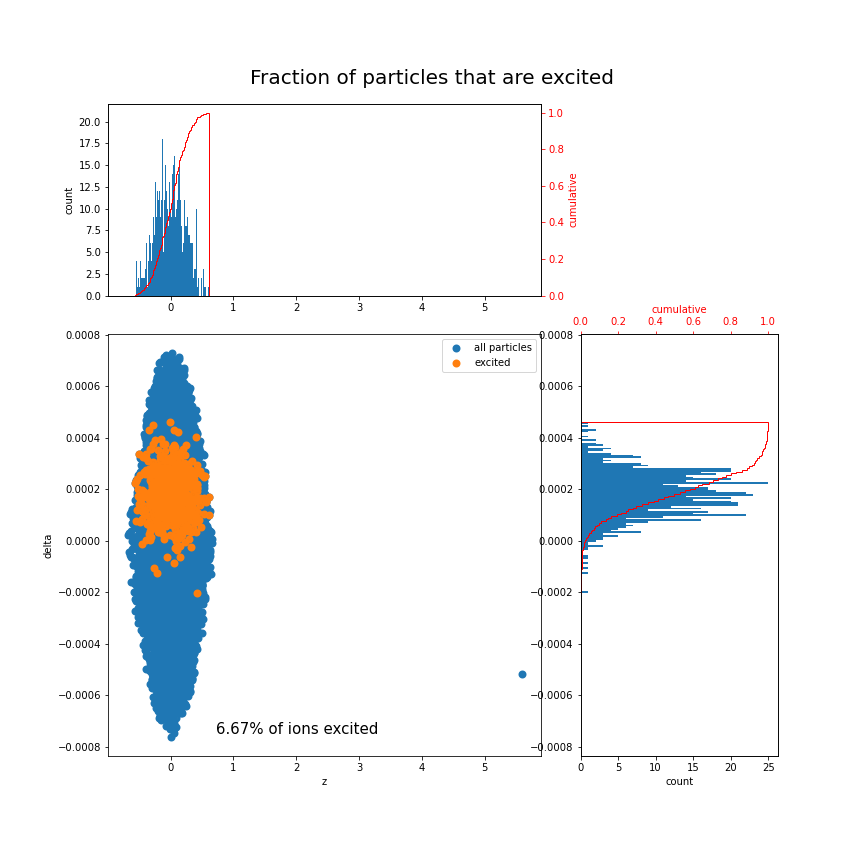 Fraction of particles that are excited
20.0
17.5
15.0
12.5
10.0
7.5
5.0
2.5
0.0
count
1.0
0.8
0.6
0.4
0.2
0.0
cumulative
0 1 2 3 4 5
cumulative
0.0 0.2 0.4 0.6 0.8 1.0
0.0008
0.0006
0.0004
0.0002
0.0000
−0.0002
−0.0004
−0.0006
−0.0008
delta
all particles
excited
6.67% of ions excited
0 1 2 3 4 5
z
0.0008
0.0006
0.0004
0.0002
0.0000
−0.0002
−0.0004
−0.0006
−0.0008
0 5 10 15 20 25
count